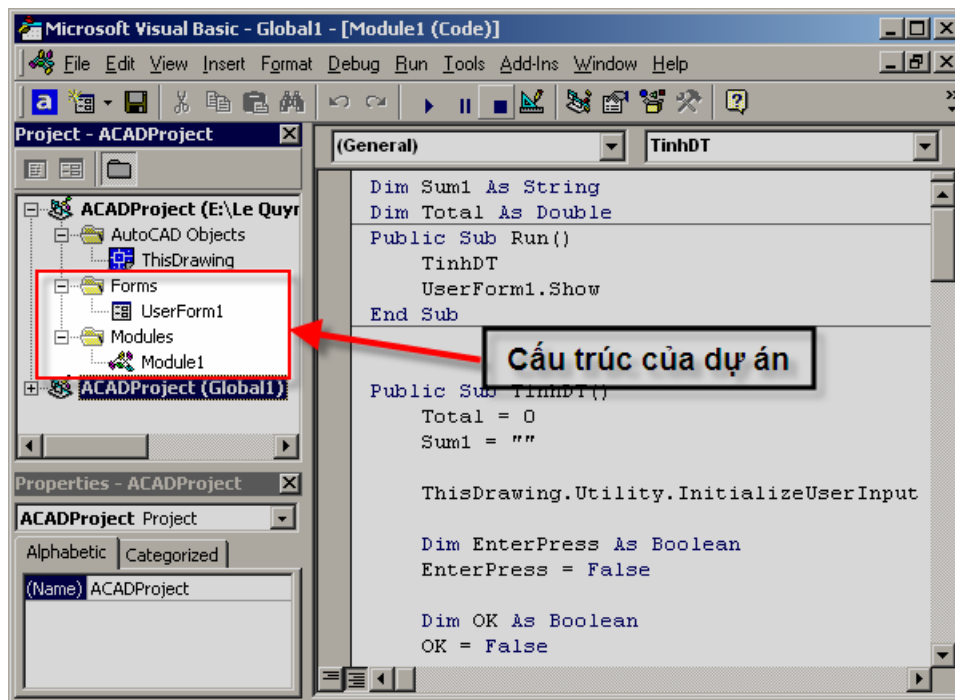 Microsoft Visual Basic - Global1 - [Module1 (Code)]
File Edit View Insert Format Debug Run Tools Add-Ins Window Help
Project - ACADProject
ACADProject (E:\Le Quyn
AutoCAD Objects
ThisDrawing
Forms
UserForm1
Modules
Module1
ACADProject (Global1)
Properties - ACADProject
ACADProject Project
Alphabetic Categorized
(Name) ACADProject
(General) TinhDT
Dim Sum1 As String
Dim Total As Double
Public Sub Run()
TinhDT
UserForm1.Show
End Sub
Cấu trúc của dự án
Public Sub TinhDT()
Total = 0
Sum1 = ""
ThisDrawing.Utility.InitializeUserInput
Dim EnterPress As Boolean
EnterPress = False
Dim OK As Boolean
OK = False